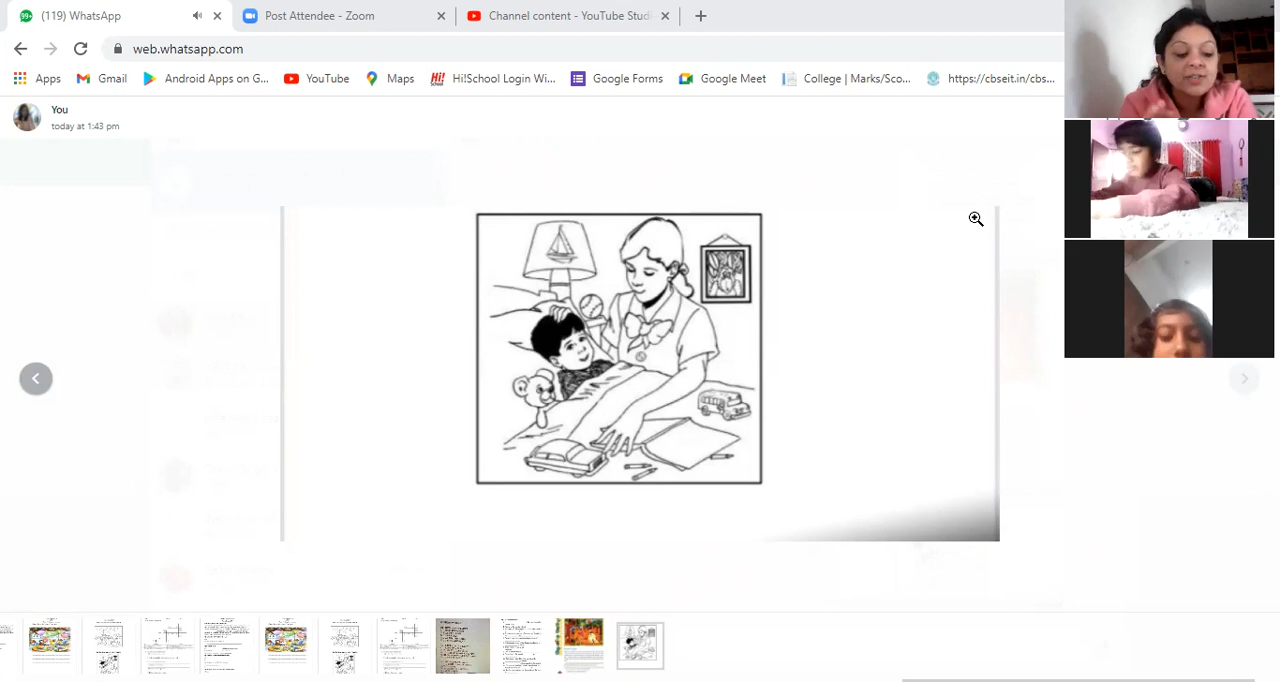 (119) WhatsApp
Post Attendee - Zoom
Channel content - YouTube Stud
web.whatsapp.com
Apps
Gmail
Android Apps on G...
YouTube
Maps
Hi!School Login Wi...
Google Forms
Google Meet
College | Marks/Sco...
https://cbseit.in/cbs...
You
today at 1:43 pm